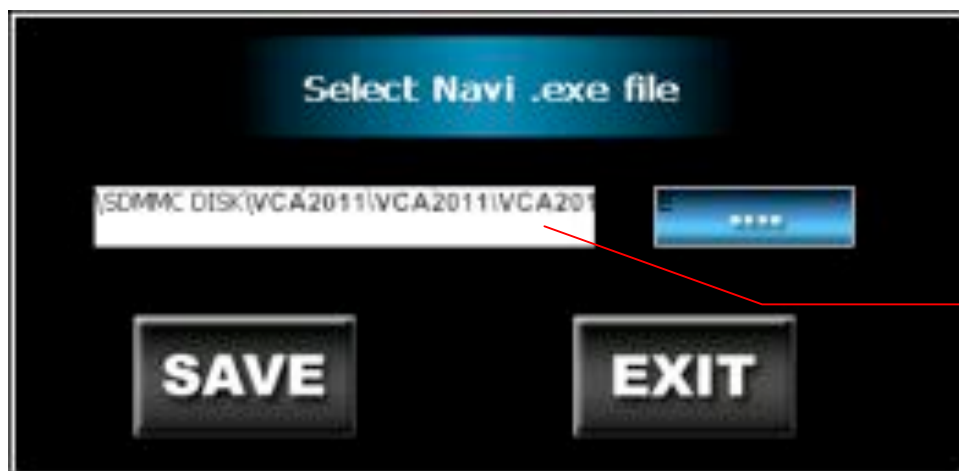 Select Navi .exe file
\SDMMC DISK\VCA2011\VCA2011\VCA201
....
SAVE
EXIT